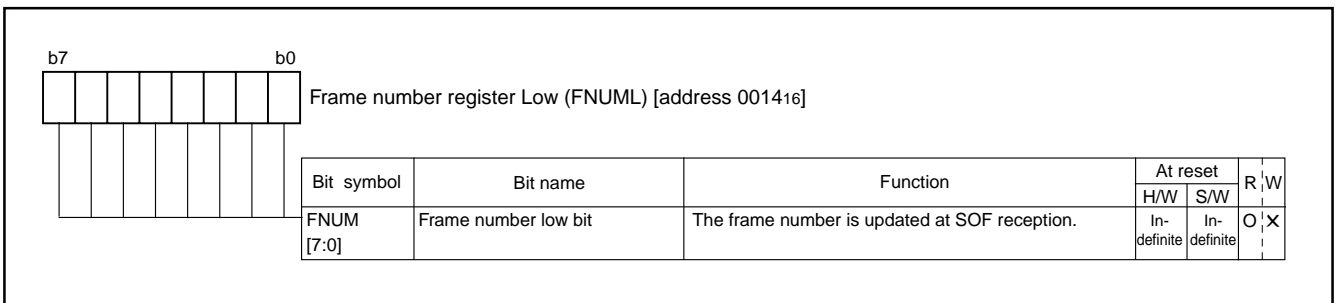 b7 b0
Frame number register Low (FNUML) [address 001416]
Bit symbol Bit name Function At reset R W
H/W S/W
FNUM Frame number low bit The frame number is updated at SOF reception. In- In- O X
[7:0] definite definite